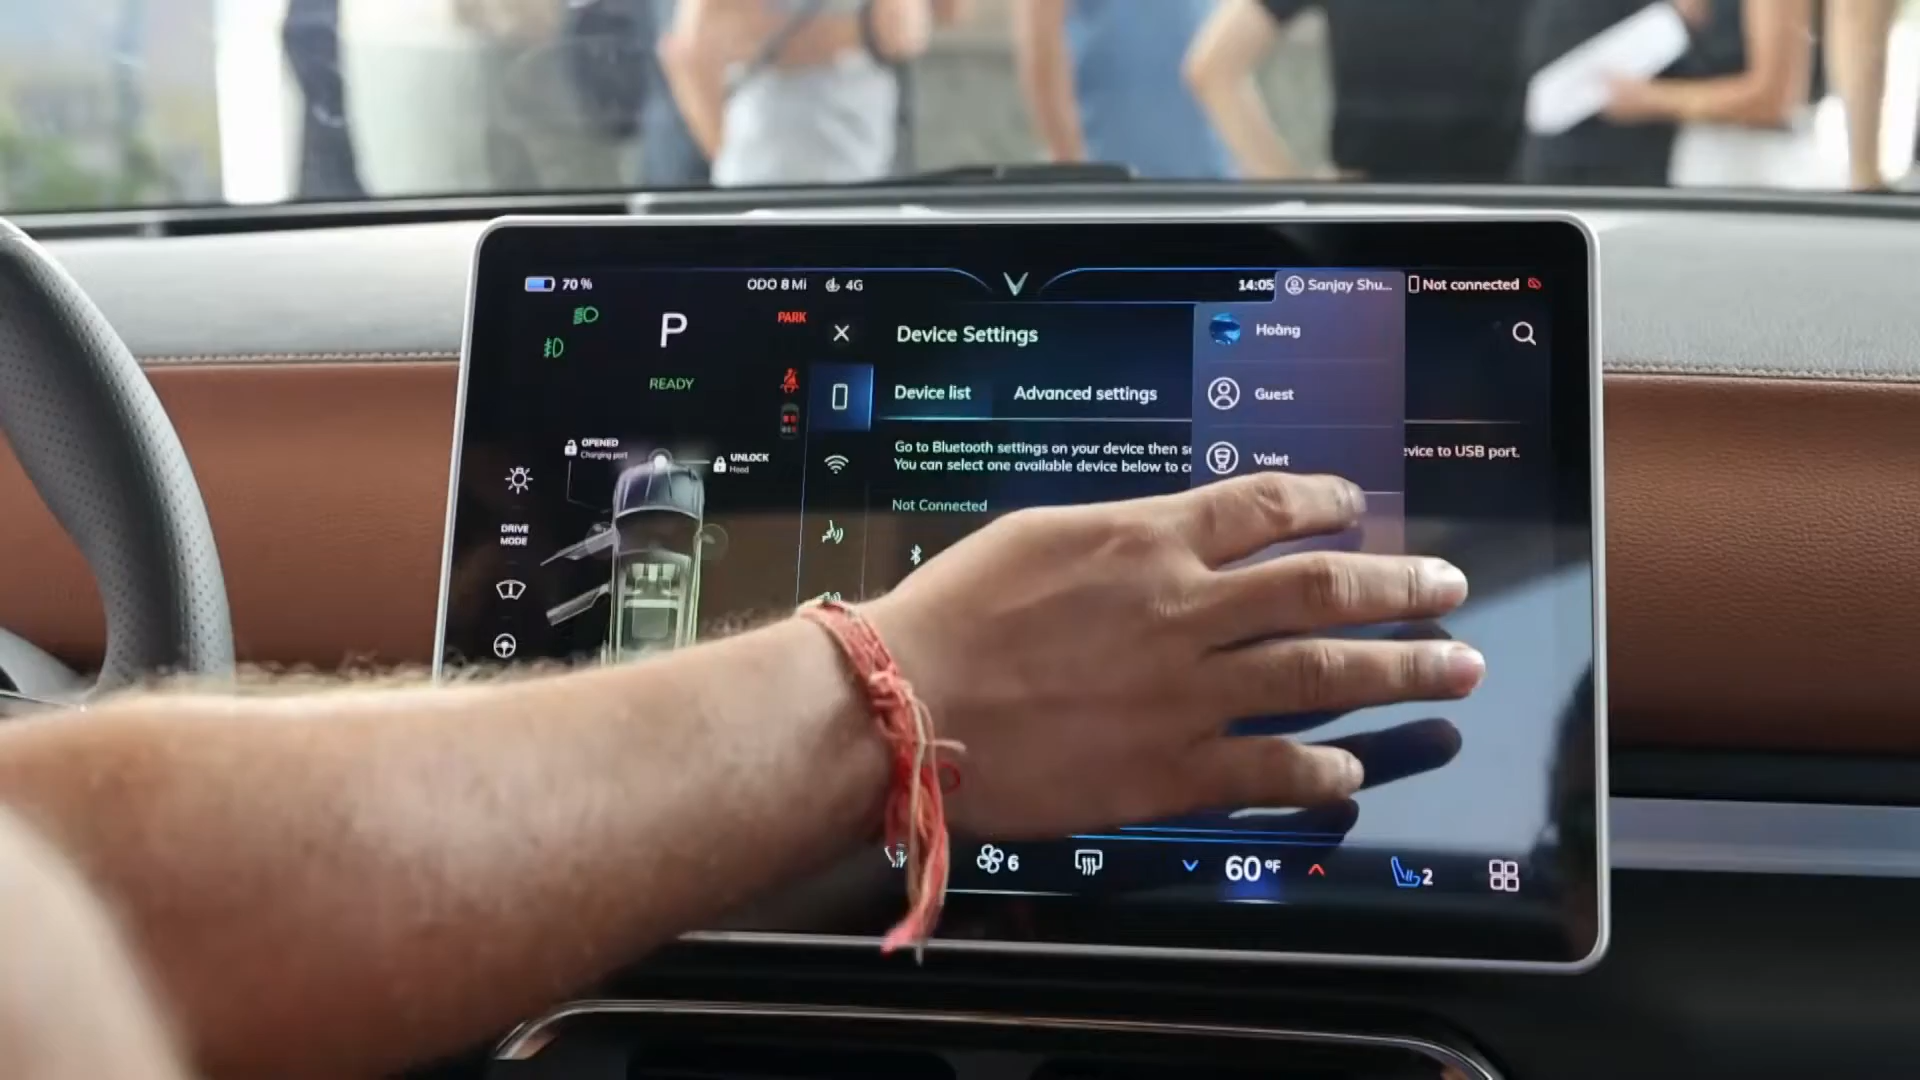 70 %
ODO 8 Mi
4G
14:05
Sanjay Shu...
Not connected
P
PARK
READY
OPENED
Charging port
UNLOCK
Hood
DRIVE
MODE
Device Settings
Device list
Advanced settings
Go to Bluetooth settings on your device then
You can select one available device below to
evice to USB port.
Not Connected
Hoàng
Guest
Valet
6
60°F
2